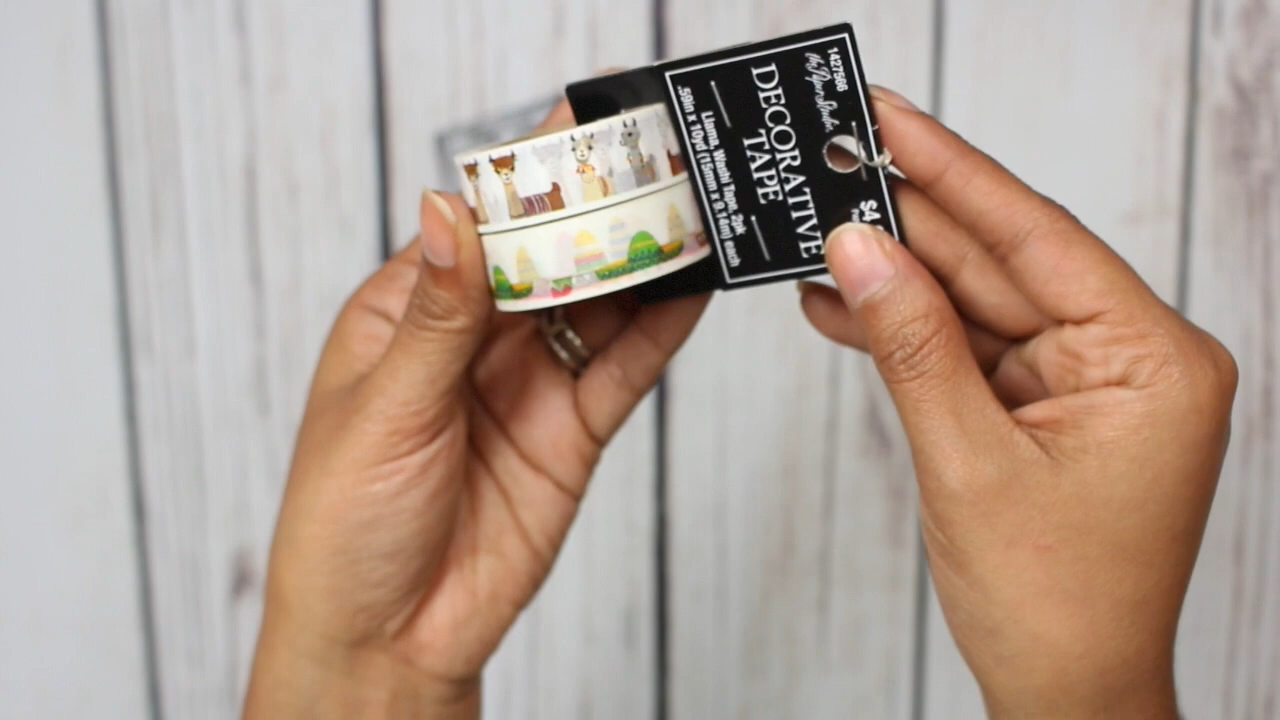 1427566
the Paper Studio
$4
DECORATIVE
TAPE
Llama, Washi Tape, 2pk
.59in x 10yd (15mm x 9.14m) each